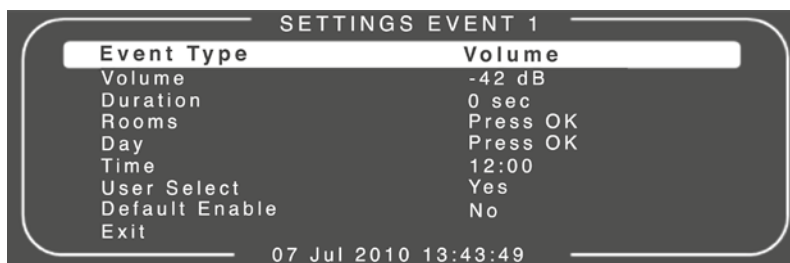 SETTINGS EVENT 1
Event Type Volume
Volume -42 dB
Duration 0 sec
Rooms Press OK
Day Press OK
Time 12:00
User Select Yes
Default Enable No
Exit
07 Jul 2010 13:43:49